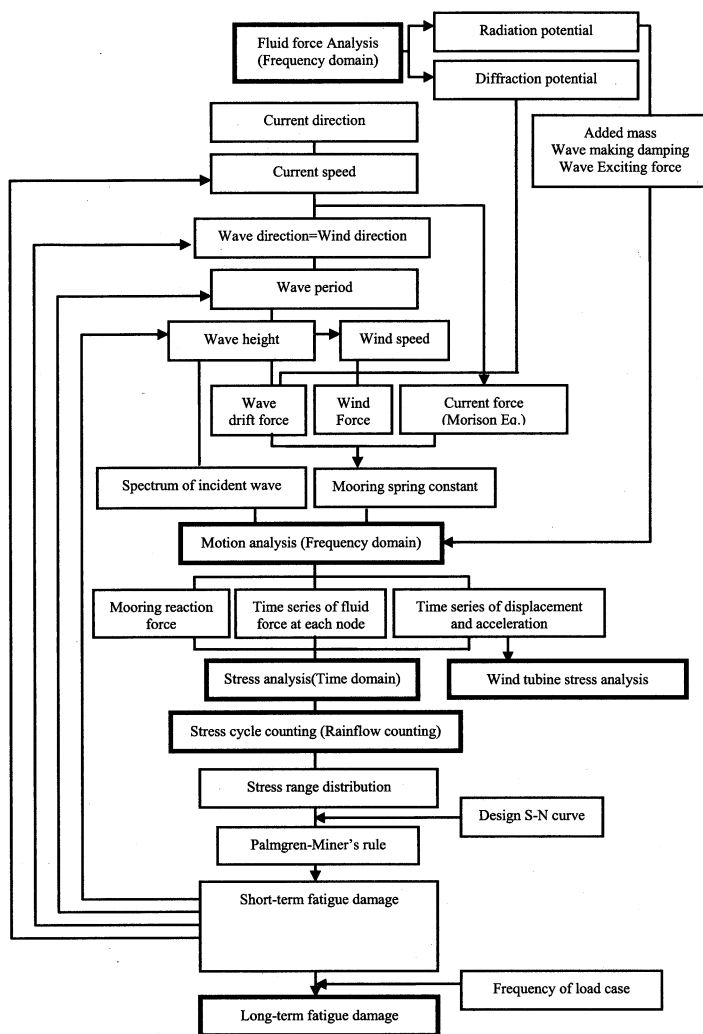 Fluid force Analysis
(Frequency domain)
Radiation potential
Diffraction potential
Current direction
Added mass
Wave making damping
Wave Exciting force
Current speed
Wave direction=Wind direction
Wave period
Wave height
Wind speed
Wave
drift force
Wind
Force
Current force
(Morison Eq.)
Spectrum of incident wave
Mooring spring constant
Motion analysis (Frequency domain)
Mooring reaction
force
Time series of fluid
force at each node
Time series of displacement
and acceleration
Stress analysis(Time domain)
Wind tubine stress analysis
Stress cycle counting (Rainflow counting)
Stress range distribution
Design S-N curve
Palmgren-Miner's rule
Short-term fatigue damage
Frequency of load case
Long-term fatigue damage